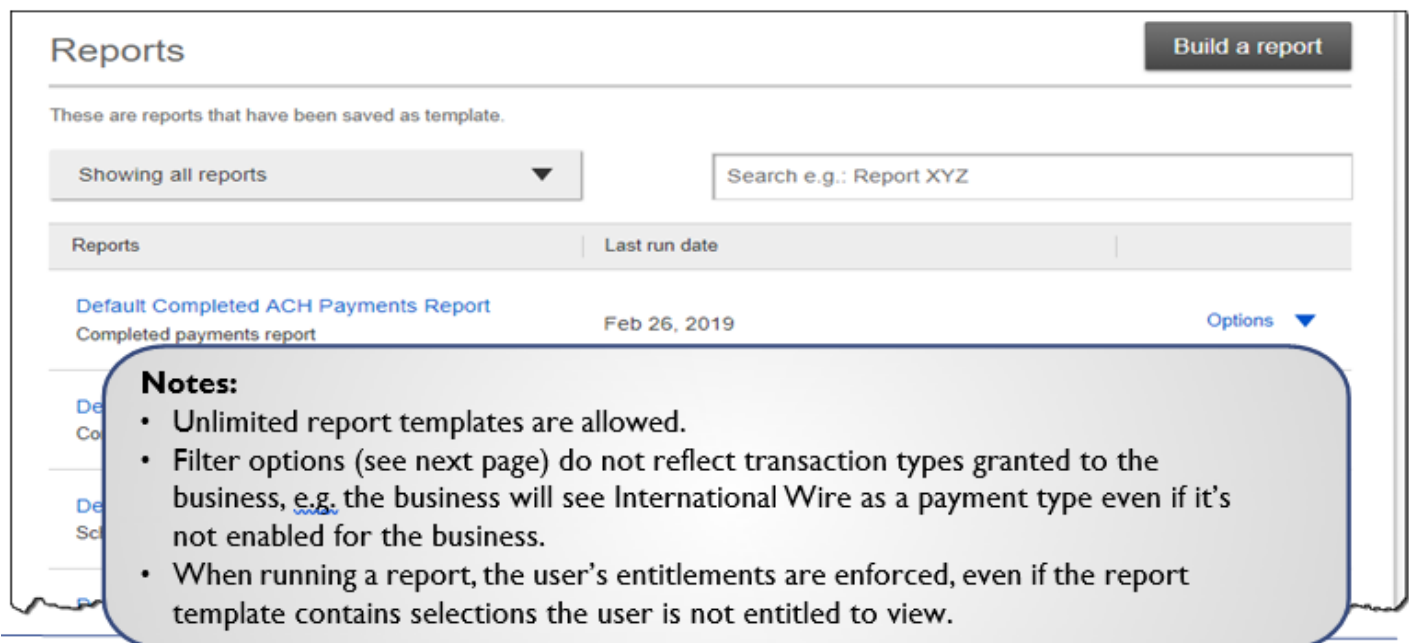 Reports
Build a report
These are reports that have been saved as template.
Showing all reports
Search e.g.: Report XYZ
Reports
Last run date
Default Completed ACH Payments Report
Completed payments report
Feb 26, 2019
Options
Notes:
• Unlimited report templates are allowed.
• Filter options (see next page) do not reflect transaction types granted to the
business, e.g. the business will see International Wire as a payment type even if it's
not enabled for the business.
• When running a report, the user's entitlements are enforced, even if the report
template contains selections the user is not entitled to view.